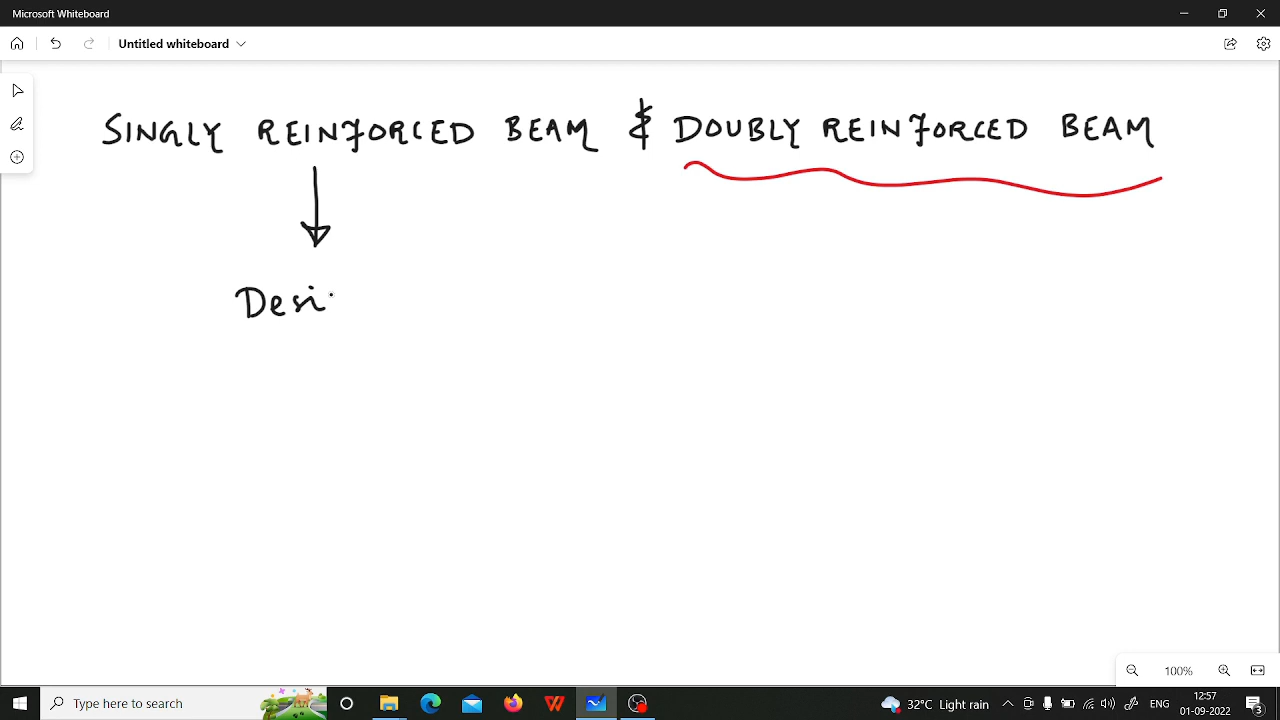 Microsoft Whiteboard
Untitled whiteboard
SINGLY REINFORCED BEAM & DOUBLY REINFORCED BEAM
Desi
100%
Type here to search
32°C Light rain
ENG
12:57
01-09-2022
3